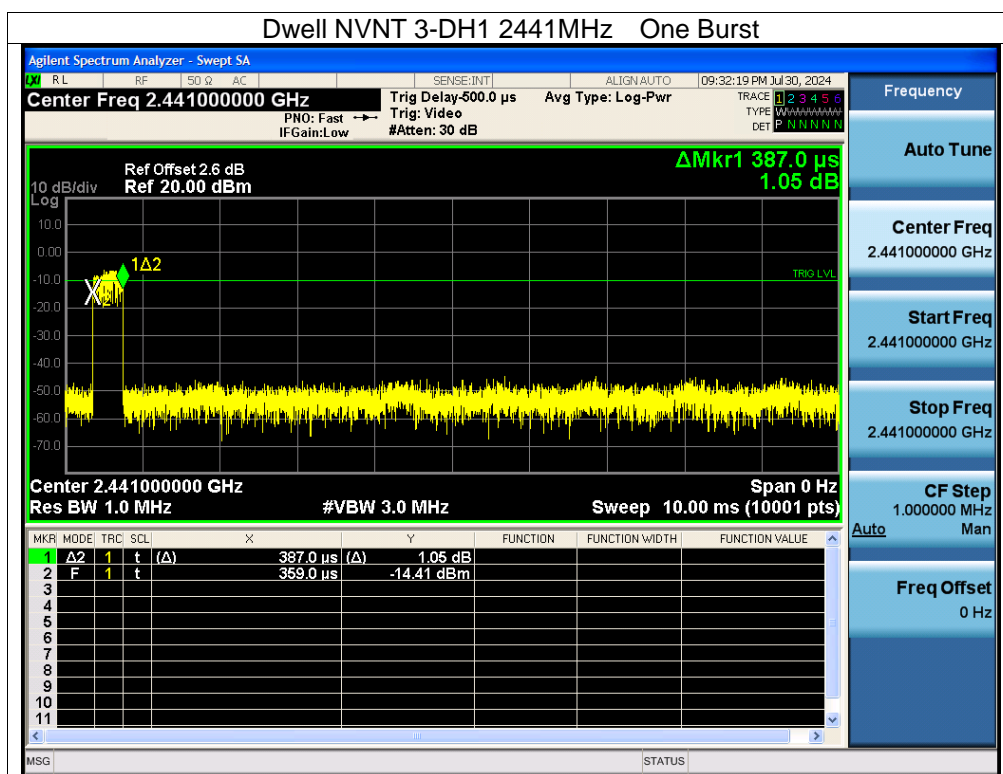 Dwell NVNT 3-DH1 2441MHz One Burst
Agilent Spectrum Analyzer - Swept SA
LXI RL RF 50 Ω AC SENSE:INT ALIGN AUTO 09:32:19 PM Jul 30, 2024
Center Freq 2.441000000 GHz
PNO: Fast
IFGain:Low
Trig Delay-500.0 µs
Trig: Video
#Atten: 30 dB
Avg Type: Log-Pwr
TRACE 1 2 3 4 5 6
TYPE WWWWWW
DET P N N N N N
ΔMkr1 387.0 µs
1.05 dB
Ref Offset 2.6 dB
10 dB/div Ref 20.00 dBm
Log
10.0
0.00
-10.0
-20.0
-30.0
-40.0
-50.0
-60.0
-70.0
1Δ2
2
TRIG LVL
Center 2.441000000 GHz Span 0 Hz
Res BW 1.0 MHz #VBW 3.0 MHz Sweep 10.00 ms (10001 pts)
MKR MODE TRC SCL X Y FUNCTION FUNCTION WIDTH FUNCTION VALUE
1 Δ2 1 t (Δ) 387.0 µs (Δ) 1.05 dB
2 F 1 t 359.0 µs -14.41 dBm
3
4
5
6
7
8
9
10
11
MSG STATUS
Frequency
Auto Tune
Center Freq
2.441000000 GHz
Start Freq
2.441000000 GHz
Stop Freq
2.441000000 GHz
CF Step
1.000000 MHz
Auto Man
Freq Offset
0 Hz